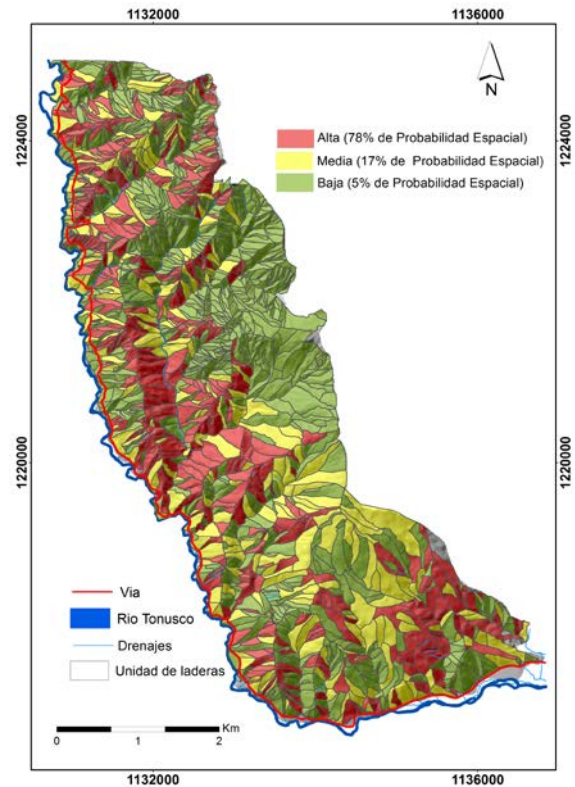 1132000 1136000
N
1224000 1224000
Alta (78% de Probabilidad Espacial)
Media (17% de Probabilidad Espacial)
Baja (5% de Probabilidad Espacial)
1220000 1220000
Via
Rio Tonusco
Drenajes
Unidad de laderas
Km
0 1 2
1132000 1136000